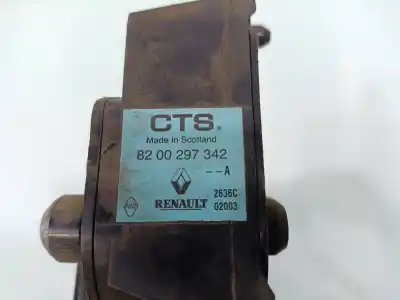 CTS®
Made in Scotland
82 00 297 342
--A
2636C
RENAULT 02003